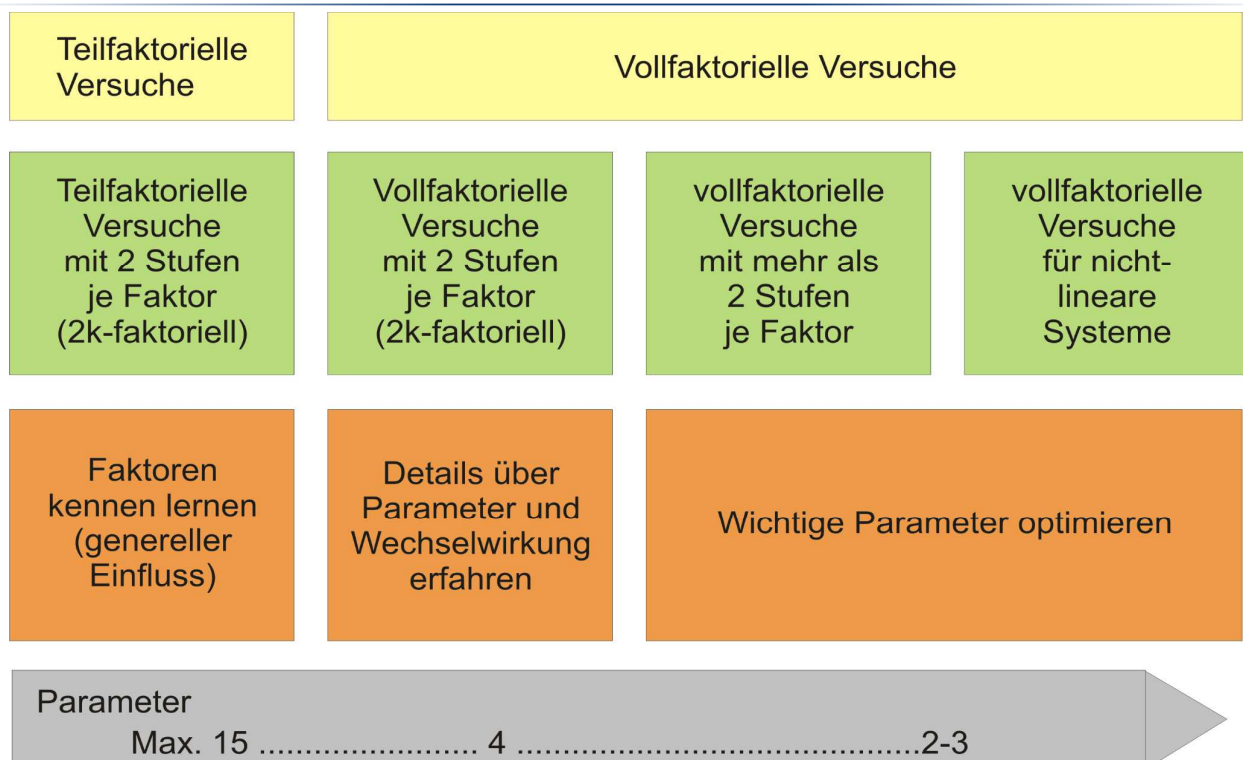 Teilfaktorielle
Versuche
Vollfaktorielle Versuche
Teilfaktorielle
Versuche
mit 2 Stufen
je Faktor
(2k-faktoriell)
Vollfaktorielle
Versuche
mit 2 Stufen
je Faktor
(2k-faktoriell)
vollfaktorielle
Versuche
mit mehr als
2 Stufen
je Faktor
vollfaktorielle
Versuche
für nicht-
lineare
Systeme
Faktoren
kennen lernen
(genereller
Einfluss)
Details über
Parameter und
Wechselwirkung
erfahren
Wichtige Parameter optimieren
Parameter
Max. 15 ........................ 4 ............................................2-3